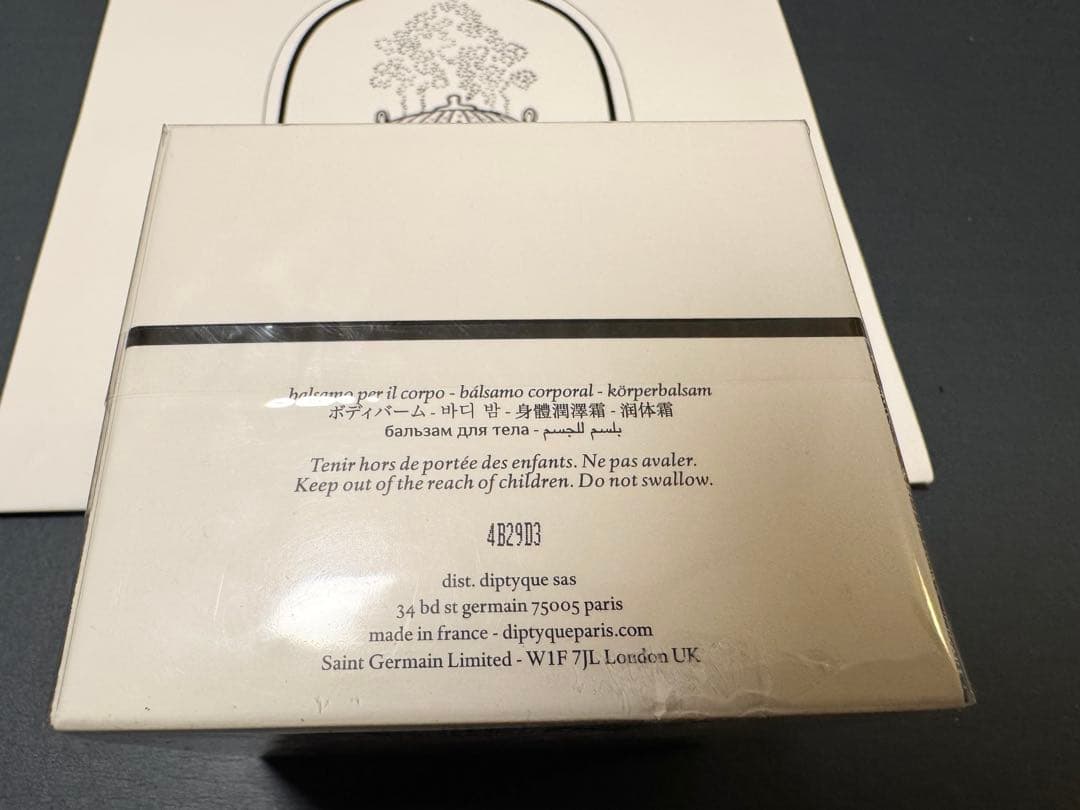 balsamo per il corpo - bálsamo corporal - körperbalsam
ボディバーム - 바디 밤 - 身體潤澤霜 - 润体霜
бальзам для тела - بلسم للجسم
Tenir hors de portée des enfants. Ne pas avaler.
Keep out of the reach of children. Do not swallow.
4B29D3
dist. diptyque sas
34 bd st germain 75005 paris
made in france - diptyqueparis.com
Saint Germain Limited - W1F 7JL London UK